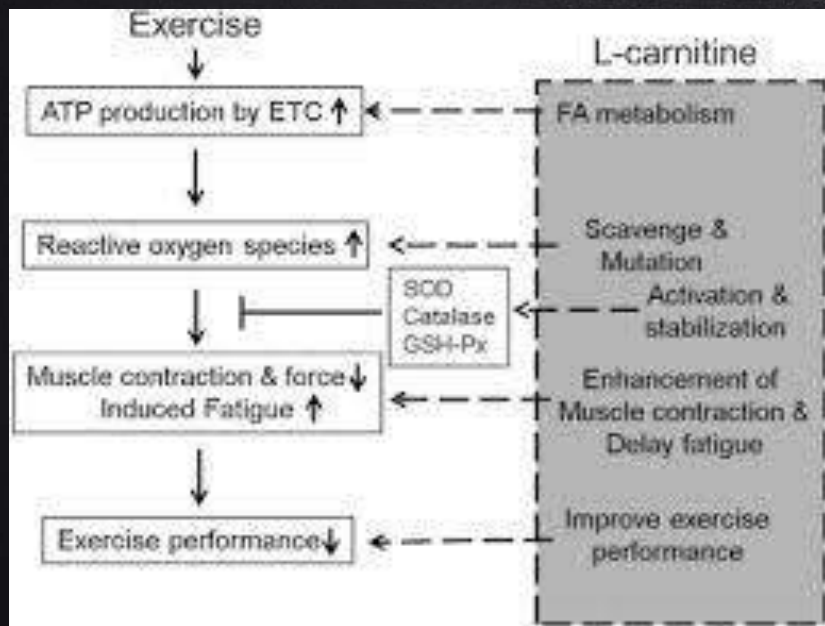 Exercise
ATP production by ETC ↑
Reactive oxygen species ↑
SOD
Catalase
GSH-Px
Muscle contraction & force ↓
Induced Fatigue ↑
Exercise performance ↓
L-carnitine
FA metabolism
Scavenge &
Mutation
Activation &
stabilization
Enhancement of
Muscle contraction &
Delay fatigue
Improve exercise
performance